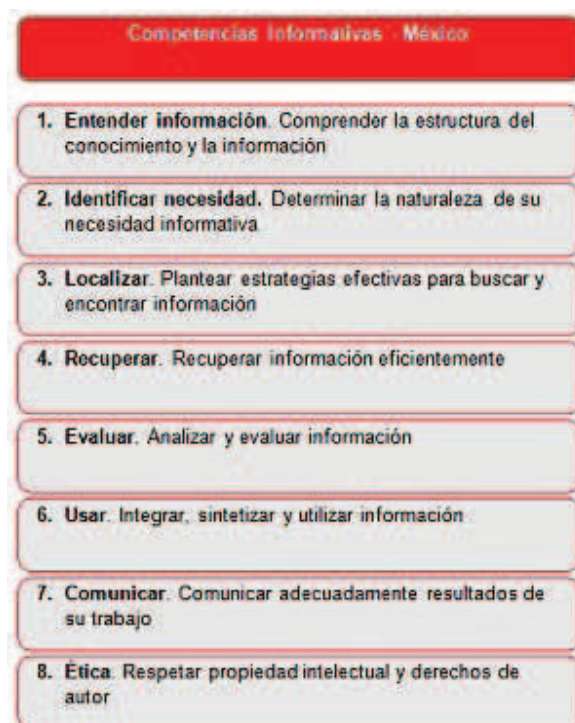 Competencias Informativas - México
1. Entender información. Comprender la estructura del
conocimiento y la información
2. Identificar necesidad. Determinar la naturaleza de su
necesidad informativa
3. Localizar. Plantear estrategias efectivas para buscar y
encontrar información
4. Recuperar. Recuperar información eficientemente
5. Evaluar. Analizar y evaluar información
6. Usar. Integrar, sintetizar y utilizar información
7. Comunicar. Comunicar adecuadamente resultados de
su trabajo
8. Ética. Respetar propiedad intelectual y derechos de
autor